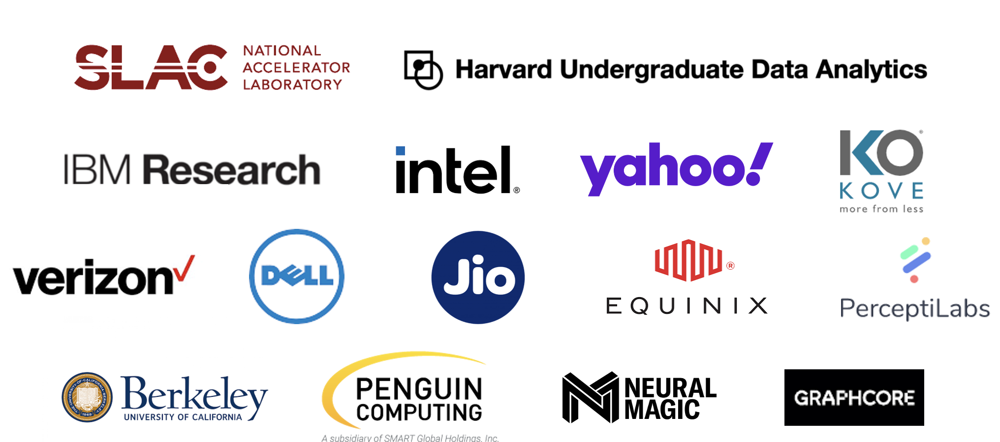 SLAC
NATIONAL
ACCELERATOR
LABORATORY
Harvard Undergraduate Data Analytics
IBM Research
intel®
yahoo!
KO®
KOVE
more from less
verizon
DELL
Jio
®
EQUINIX
PerceptiLabs
THE·UNIVERSITY·OF·CALIFORNIA·BERKELEY
·1868·
Berkeley
UNIVERSITY OF CALIFORNIA
PENGUIN
COMPUTING
A subsidiary of SMART Global Holdings, Inc.
NEURAL
MAGIC
GRAPHCORE